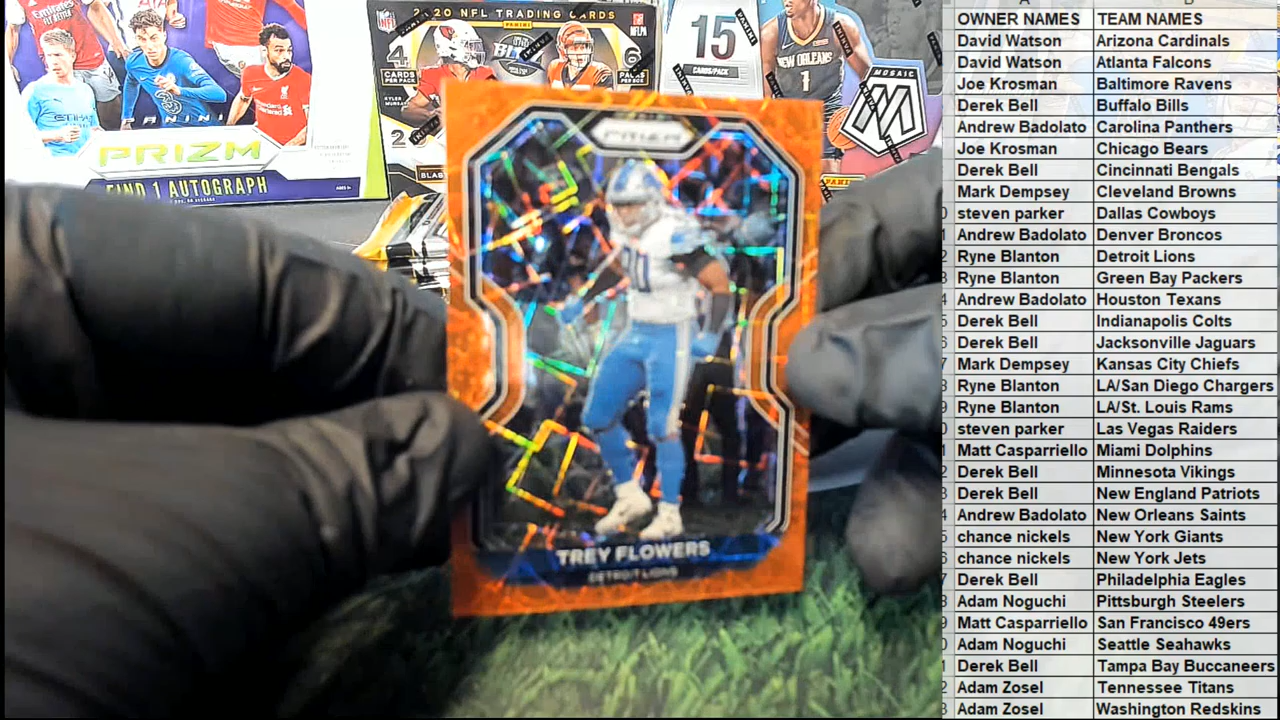 2020 NFL TRADING CARDS
PANINI
CARDS PER PACK
6
PACKS PER BOX
15
CARDS/PACK
NEW ORLEANS
1
MOSAIC
PANINI
PRIZM
FIND 1 AUTOGRAPH
PANINI
PRIZM
TREY FLOWERS
DETROIT LIONS
OWNER NAMES TEAM NAMES
David Watson Arizona Cardinals
David Watson Atlanta Falcons
Joe Krosman Baltimore Ravens
Derek Bell Buffalo Bills
Andrew Badolato Carolina Panthers
Joe Krosman Chicago Bears
Derek Bell Cincinnati Bengals
Mark Dempsey Cleveland Browns
steven parker Dallas Cowboys
Andrew Badolato Denver Broncos
Ryne Blanton Detroit Lions
Ryne Blanton Green Bay Packers
Andrew Badolato Houston Texans
Derek Bell Indianapolis Colts
Derek Bell Jacksonville Jaguars
Mark Dempsey Kansas City Chiefs
Ryne Blanton LA/San Diego Chargers
Ryne Blanton LA/St. Louis Rams
steven parker Las Vegas Raiders
Matt Casparriello Miami Dolphins
Derek Bell Minnesota Vikings
Derek Bell New England Patriots
Andrew Badolato New Orleans Saints
chance nickels New York Giants
chance nickels New York Jets
Derek Bell Philadelphia Eagles
Adam Noguchi Pittsburgh Steelers
Matt Casparriello San Francisco 49ers
Adam Noguchi Seattle Seahawks
Derek Bell Tampa Bay Buccaneers
Adam Zosel Tennessee Titans
Adam Zosel Washington Redskins